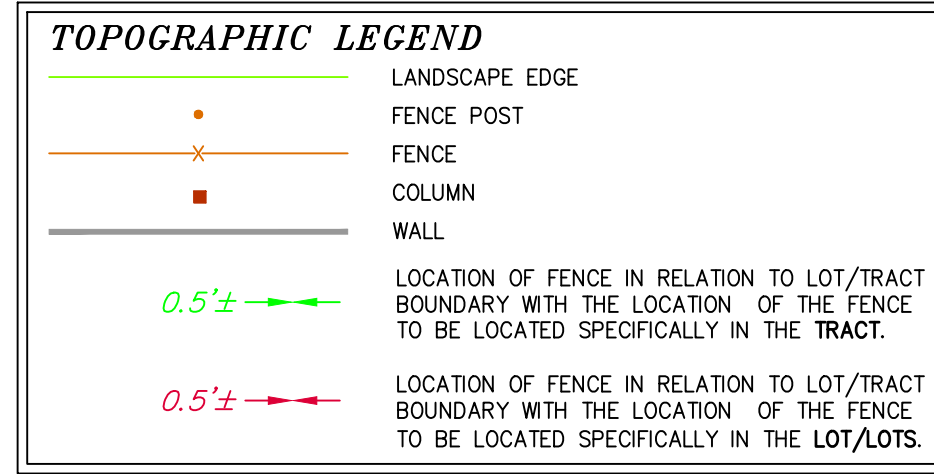 TOPOGRAPHIC LEGEND
LANDSCAPE EDGE
FENCE POST
FENCE
COLUMN
WALL
0.5'±
LOCATION OF FENCE IN RELATION TO LOT/TRACT
BOUNDARY WITH THE LOCATION OF THE FENCE
TO BE LOCATED SPECIFICALLY IN THE TRACT.
0.5'±
LOCATION OF FENCE IN RELATION TO LOT/TRACT
BOUNDARY WITH THE LOCATION OF THE FENCE
TO BE LOCATED SPECIFICALLY IN THE LOT/LOTS.